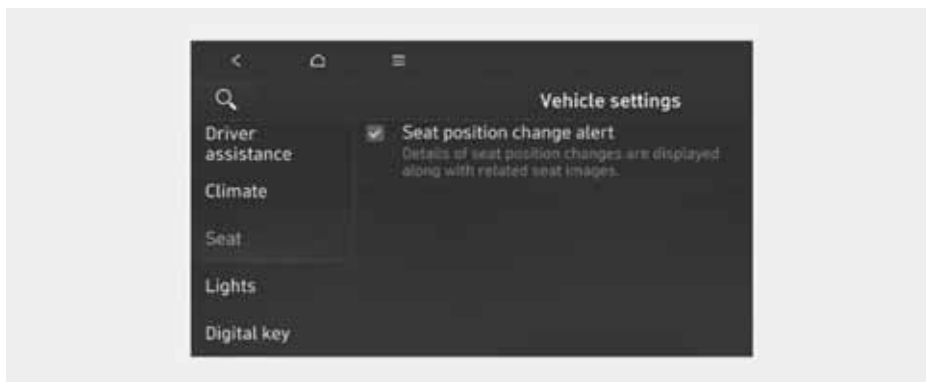 Vehicle settings
Driver
assistance
Climate
Seat
Lights
Digital key
Seat position change alert
Details of seat position changes are displayed
along with related seat images.